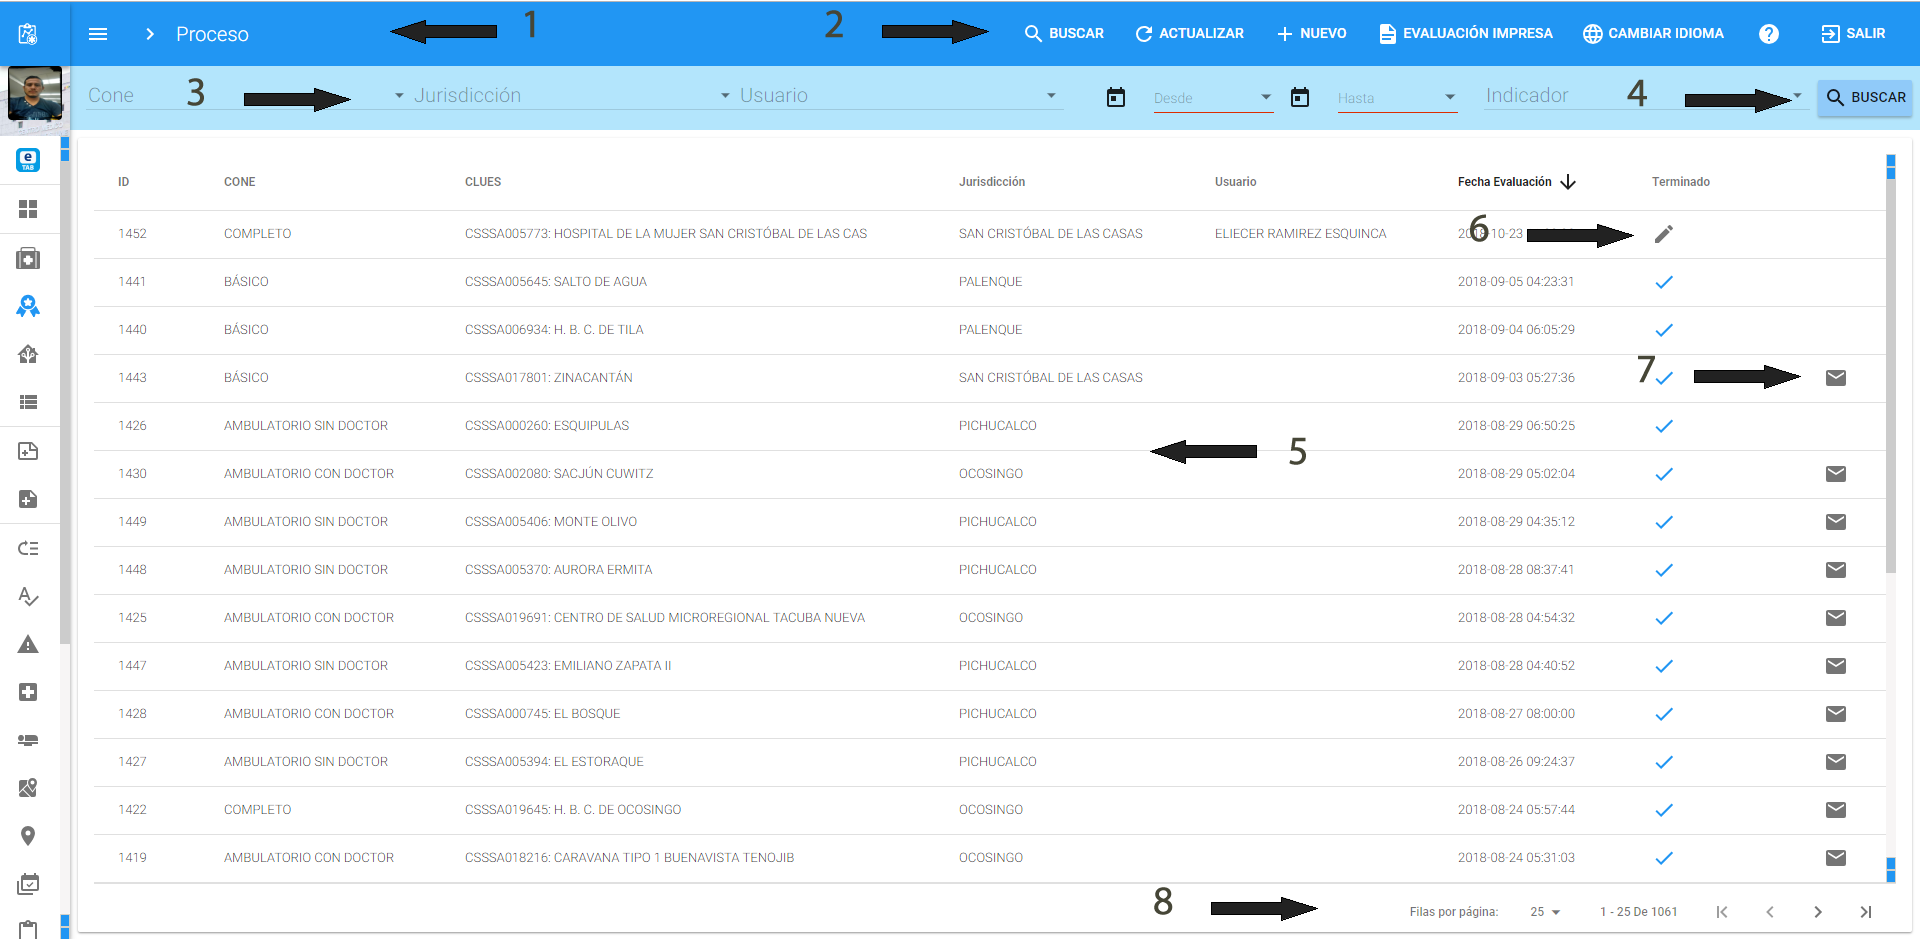 Proceso 1 2 BUSCAR ACTUALIZAR NUEVO EVALUACIÓN IMPRESA CAMBIAR IDIOMA ? SALIR
Cone 3 Jurisdicción Usuario Desde Hasta Indicador 4 BUSCAR
e TAB
ID CONE CLUES Jurisdicción Usuario Fecha Evaluación Terminado
1452 COMPLETO CSSSA005773: HOSPITAL DE LA MUJER SAN CRISTÓBAL DE LAS CAS SAN CRISTÓBAL DE LAS CASAS ELIECER RAMIREZ ESQUINCA 2018-10-23 6
1441 BÁSICO CSSSA005645: SALTO DE AGUA PALENQUE 2018-09-05 04:23:31
1440 BÁSICO CSSSA006934: H. B. C. DE TILA PALENQUE 2018-09-04 06:05:29
1443 BÁSICO CSSSA017801: ZINACANTÁN SAN CRISTÓBAL DE LAS CASAS 2018-09-03 05:27:36 7
1426 AMBULATORIO SIN DOCTOR CSSSA000260: ESQUIPULAS PICHUCALCO 2018-08-29 06:50:25
5
1430 AMBULATORIO CON DOCTOR CSSSA002080: SACJÚN CUWITZ OCOSINGO 2018-08-29 05:02:04
1449 AMBULATORIO SIN DOCTOR CSSSA005406: MONTE OLIVO PICHUCALCO 2018-08-29 04:35:12
1448 AMBULATORIO SIN DOCTOR CSSSA005370: AURORA ERMITA PICHUCALCO 2018-08-28 08:37:41
1425 AMBULATORIO CON DOCTOR CSSSA019691: CENTRO DE SALUD MICROREGIONAL TACUBA NUEVA OCOSINGO 2018-08-28 04:54:32
1447 AMBULATORIO SIN DOCTOR CSSSA005423: EMILIANO ZAPATA II PICHUCALCO 2018-08-28 04:40:52
1428 AMBULATORIO CON DOCTOR CSSSA000745: EL BOSQUE PICHUCALCO 2018-08-27 08:00:00
1427 AMBULATORIO SIN DOCTOR CSSSA005394: EL ESTORAQUE PICHUCALCO 2018-08-26 09:24:37
1422 COMPLETO CSSSA019645: H. B. C. DE OCOSINGO OCOSINGO 2018-08-24 05:57:44
1419 AMBULATORIO CON DOCTOR CSSSA018216: CARAVANA TIPO 1 BUENAVISTA TENOJIB OCOSINGO 2018-08-24 05:31:03
8 Filas por página: 25 1 - 25 De 1061